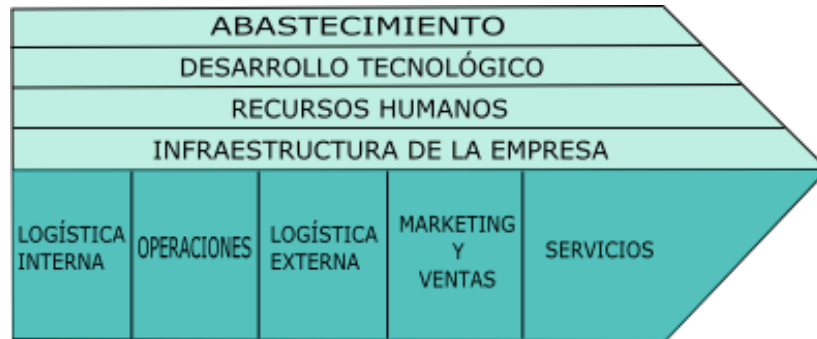 ABASTECIMIENTO
DESARROLLO TECNOLÓGICO
RECURSOS HUMANOS
INFRAESTRUCTURA DE LA EMPRESA
LOGÍSTICA
INTERNA
OPERACIONES
LOGÍSTICA
EXTERNA
MARKETING
Y
VENTAS
SERVICIOS